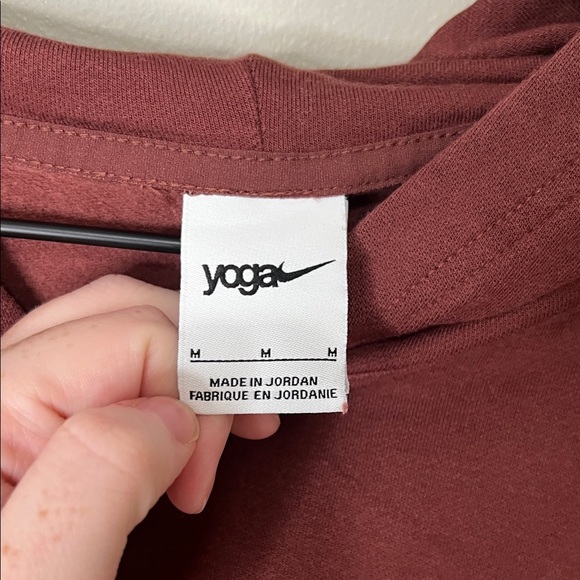 yoga
M M M
MADE IN JORDAN
FABRIQUE EN JORDANIE